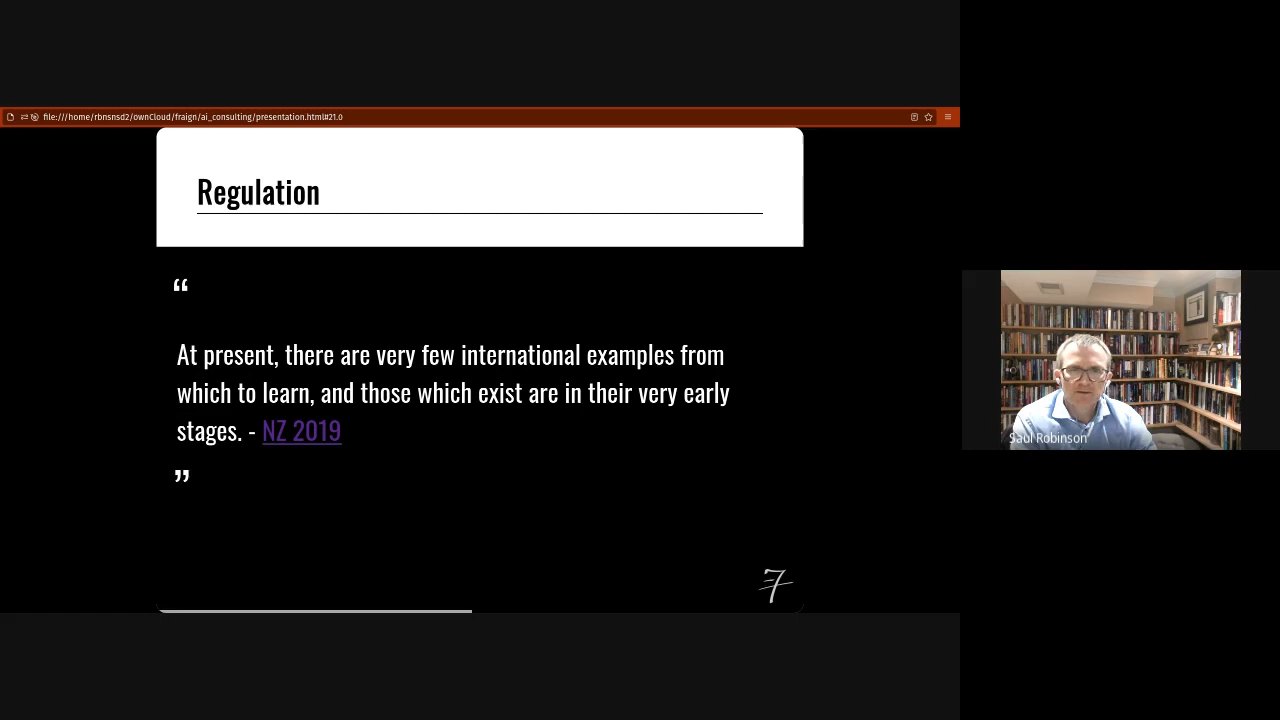 file:///home/rbnsnsd2/ownCloud/fraign/ai_consulting/presentation.html#21.0
Regulation
“
At present, there are very few international examples from
which to learn, and those which exist are in their very early
stages. - NZ 2019
”
Saul Robinson